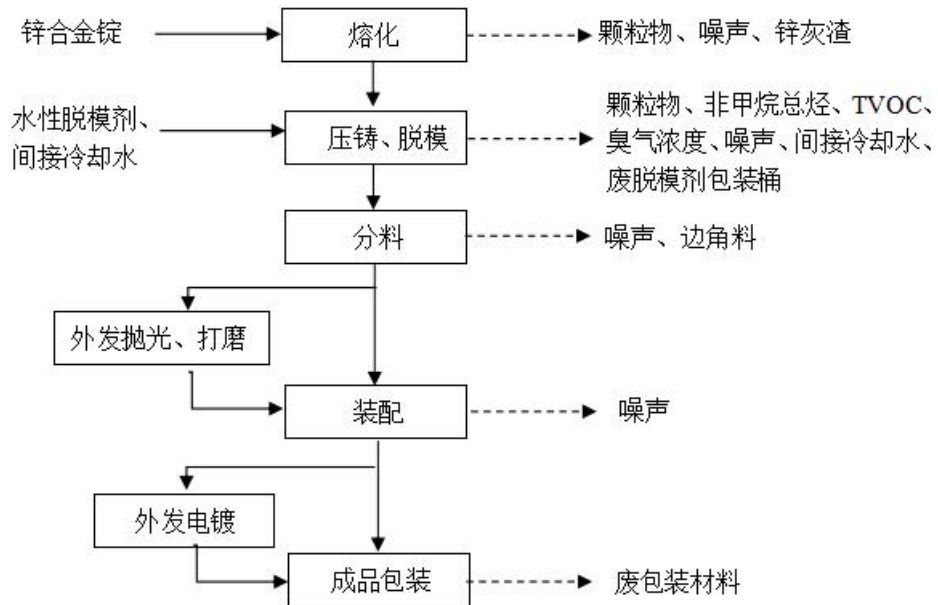 锌合金锭
熔化
颗粒物、噪声、锌灰渣
水性脱模剂、
间接冷却水
压铸、脱模
颗粒物、非甲烷总烃、TVOC、
臭气浓度、噪声、间接冷却水、
废脱模剂包装桶
分料
噪声、边角料
外发抛光、打磨
装配
噪声
外发电镀
成品包装
废包装材料